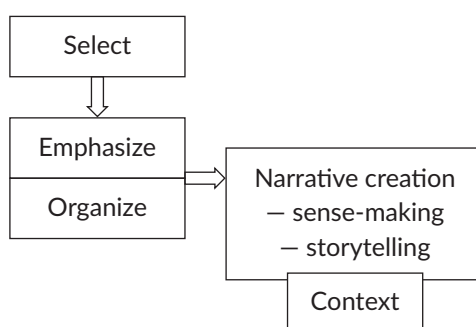 Select
Emphasize
Organize
Narrative creation
— sense-making
— storytelling
Context